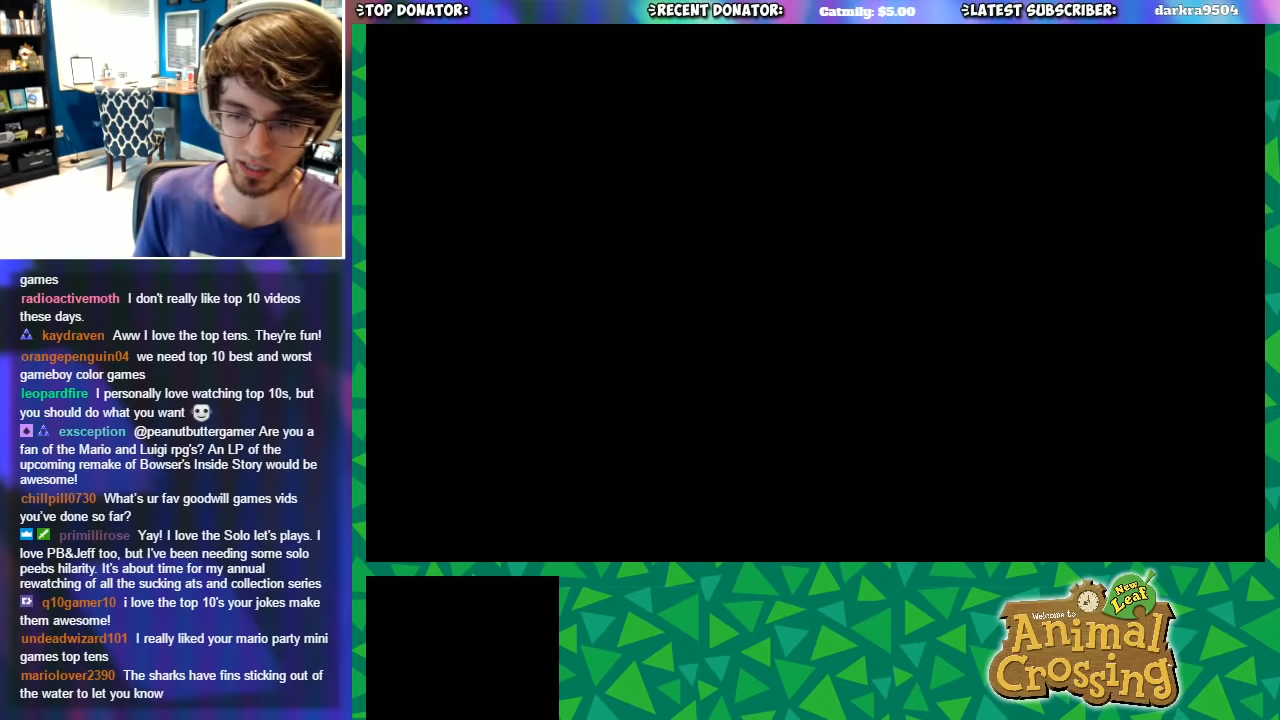 TOP DONATOR:
RECENT DONATOR:
Catmily: $5.00
LATEST SUBSCRIBER:
darkra9504
games
radioactivemoth I don't really like top 10 videos
these days.
kaydraven Aww I love the top tens. They're fun!
orangepenguin04 we need top 10 best and worst
gameboy color games
leopardfire I personally love watching top 10s, but
you should do what you want
exsception @peanutbuttergamer Are you a
fan of the Mario and Luigi rpg's? An LP of the
upcoming remake of Bowser's Inside Story would be
awesome!
chillpill0730 What's ur fav goodwill games vids
you've done so far?
primillirose Yay! I love the Solo let's plays. I
love PB&Jeff too, but I've been needing some solo
peebs hilarity. It's about time for my annual
rewatching of all the sucking ats and collection series
q10gamer10 i love the top 10's your jokes make
them awesome!
undeadwizard101 I really liked your mario party mini
games top tens
mariolover2390 The sharks have fins sticking out of
the water to let you know
Welcome to
New
Leaf
Animal
Crossing